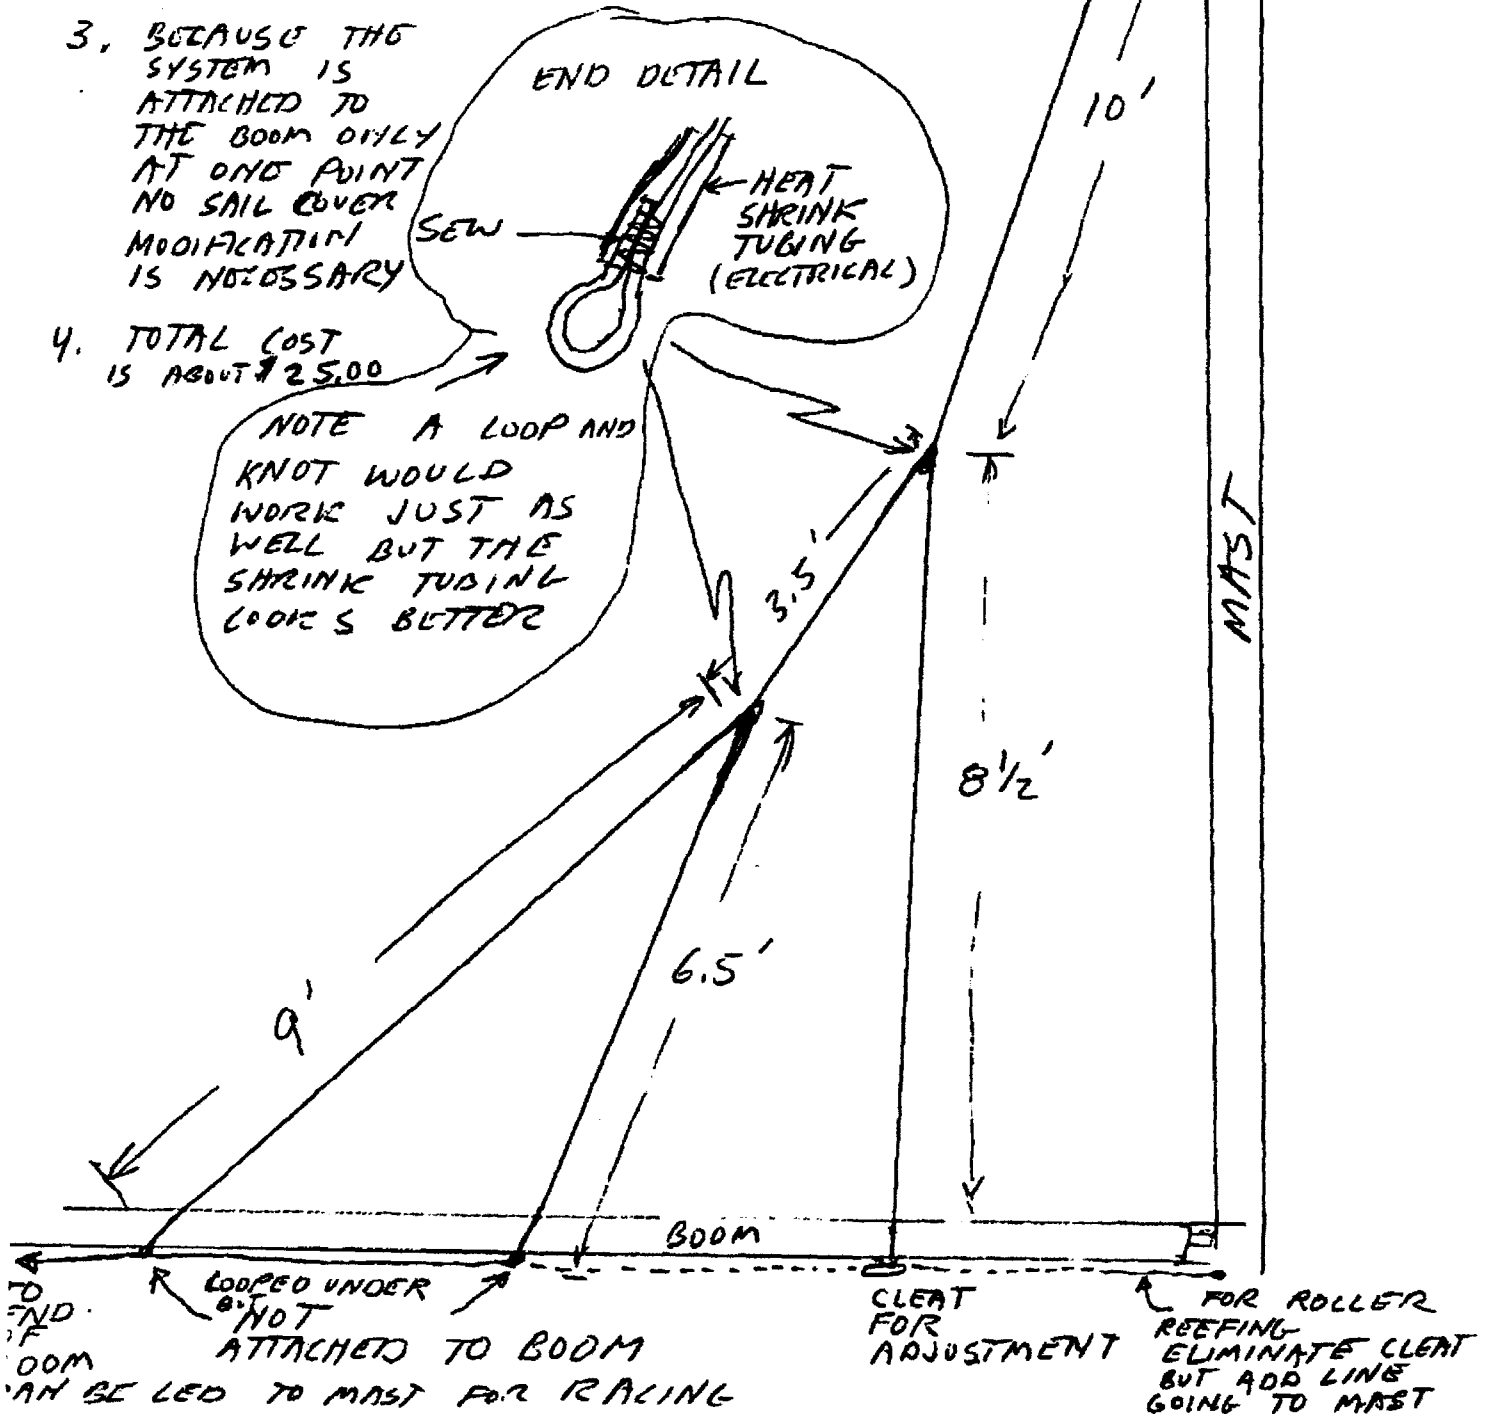 3. BECAUSE THE
SYSTEM IS
ATTACHED TO
THE BOOM ONLY
AT ONE POINT
NO SAIL COVER
MODIFICATION
IS NECESSARY
4. TOTAL COST
IS ABOUT $25.00
END DETAIL
SEW
HEAT
SHRINK
TUBING
(ELECTRICAL)
NOTE A LOOP AND
KNOT WOULD
WORK JUST AS
WELL BUT THE
SHRINK TUBING
LOOKS BETTER
10'
3.5'
8 1/2'
MAST
6.5'
9'
BOOM
LOOPED UNDER
BUT NOT
ATTACHED TO BOOM
CLEAT
FOR
ADJUSTMENT
FOR ROLLER
REEFING
ELIMINATE CLEAT
BUT ADD LINE
GOING TO MAST
TO
END
OF
OOM
AN BE LED TO MAST FOR RACING